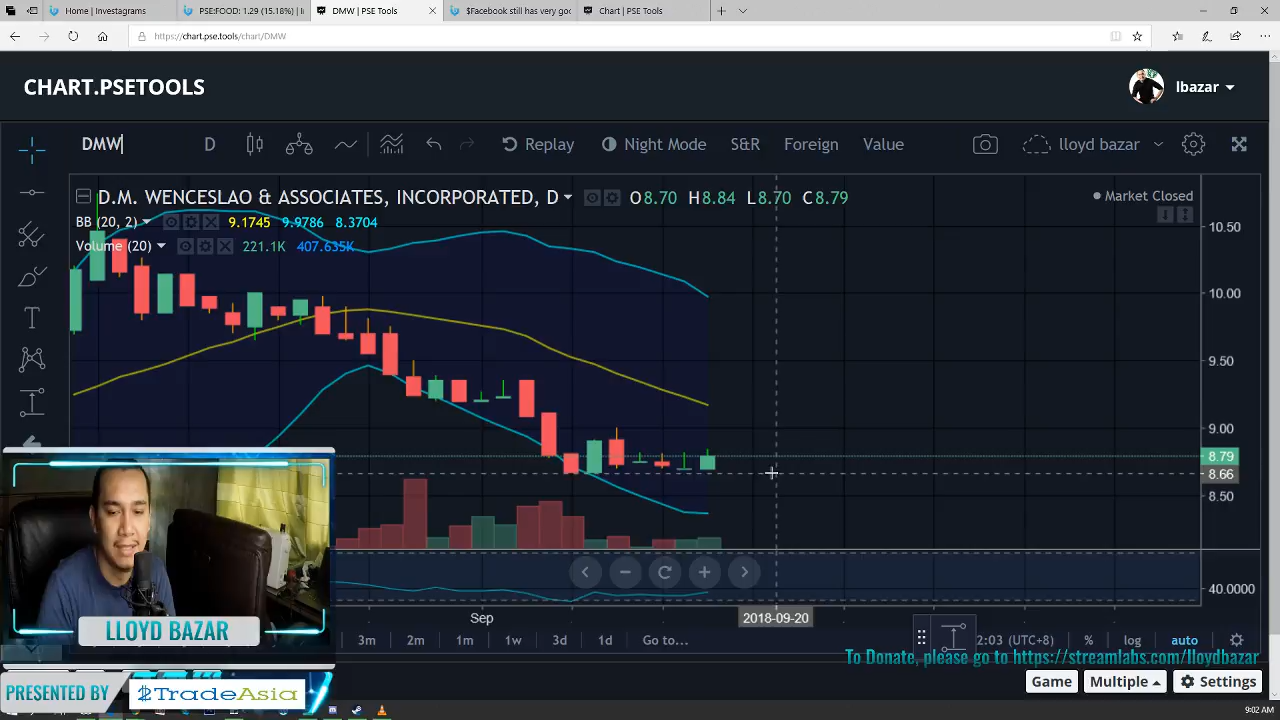 Home | Investagrams
PSE:FOOD: 1.29 (15.18%) | I
DMW | PSE Tools
$Facebook still has very goo
Chart | PSE Tools
https://chart.pse.tools/chart/DMW
CHART.PSETOOLS
lbazar
DMW
D
Replay
Night Mode
S&R
Foreign
Value
lloyd bazar
D.M. WENCESLAO & ASSOCIATES, INCORPORATED, D
O8.70 H8.84 L8.70 C8.79
Market Closed
BB (20, 2) 9.1745 9.9786 8.3704
Volume (20) 221.1K 407.635K
10.50
10.00
9.50
9.00
8.79
8.66
8.50
40.0000
Sep
2018-09-20
3m 2m 1m 1w 3d 1d Go to...
2:03 (UTC+8) % log auto
LLOYD BAZAR
To Donate, please go to https://streamlabs.com/lloydbazar
PRESENTED BY
$TradeAsia
Game
Multiple
Settings
9:02 AM